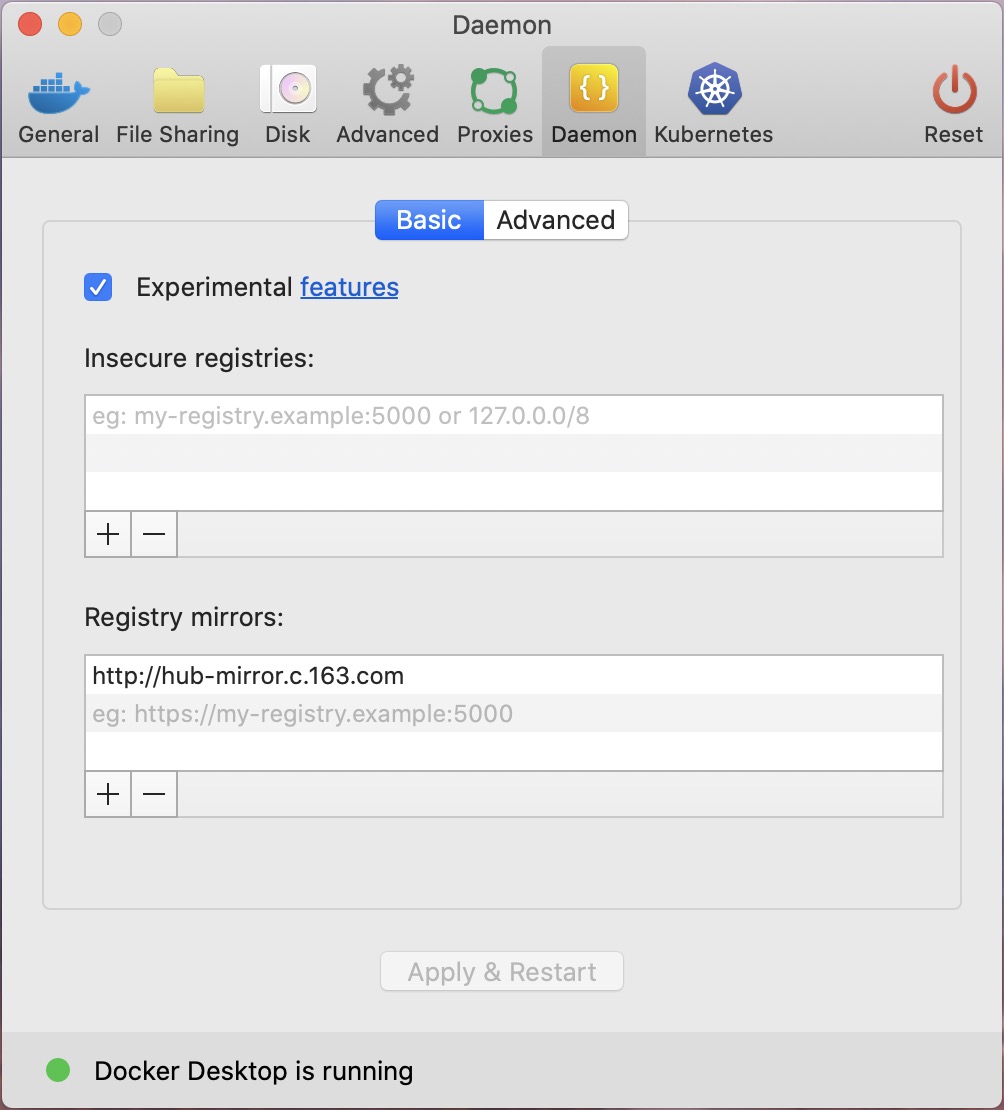 Daemon
General File Sharing Disk Advanced Proxies Daemon Kubernetes Reset
Basic Advanced
Experimental features
Insecure registries:
eg: my-registry.example:5000 or 127.0.0.0/8
Registry mirrors:
http://hub-mirror.c.163.com
eg: https://my-registry.example:5000
Apply & Restart
Docker Desktop is running